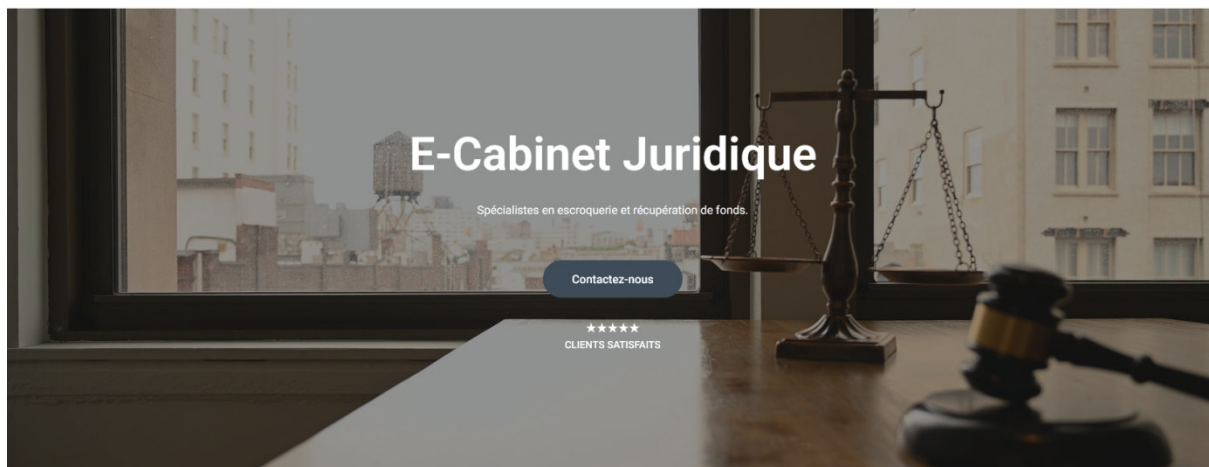 E-Cabinet Juridique
Spécialistes en escroquerie et récupération de fonds.
Contactez-nous
★★★★★
CLIENTS SATISFAITS